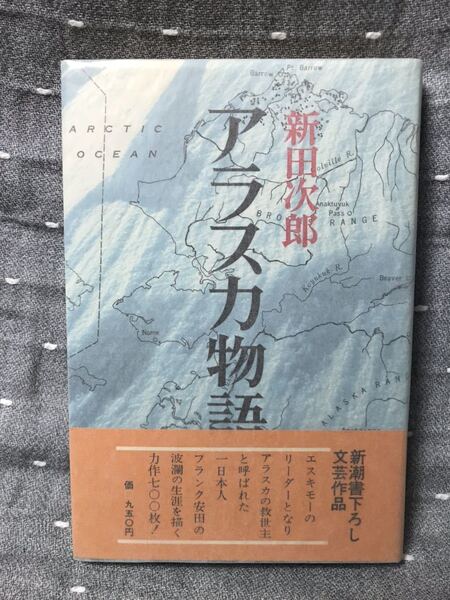 Pt. Barrow
Barrow
ARCTIC
OCEAN
新田次郎
アラスカ物語
Colville R.
Anaktuvuk
Pass
BROOKS RANGE
Koyukuk R.
Beaver
Nome
ALASKA RAN
新潮書下ろし
文芸作品
エスキモーの
リーダーとなり
アラスカの救世主
と呼ばれた
一日本人
フランク安田の
波瀾の生涯を描く
力作七〇〇枚!
価 九五〇円